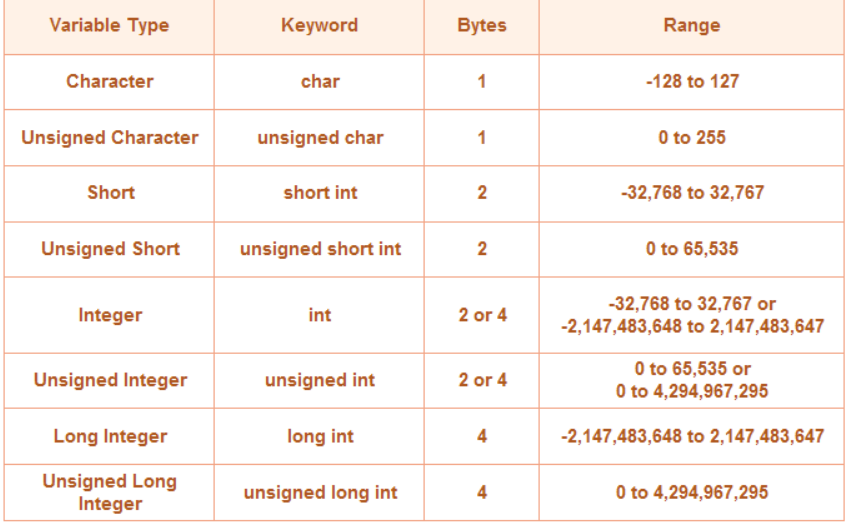 Variable Type Keyword Bytes Range
Character char 1 -128 to 127
Unsigned Character unsigned char 1 0 to 255
Short short int 2 -32,768 to 32,767
Unsigned Short unsigned short int 2 0 to 65,535
Integer int 2 or 4 -32,768 to 32,767 or
-2,147,483,648 to 2,147,483,647
Unsigned Integer unsigned int 2 or 4 0 to 65,535 or
0 to 4,294,967,295
Long Integer long int 4 -2,147,483,648 to 2,147,483,647
Unsigned Long
Integer unsigned long int 4 0 to 4,294,967,295